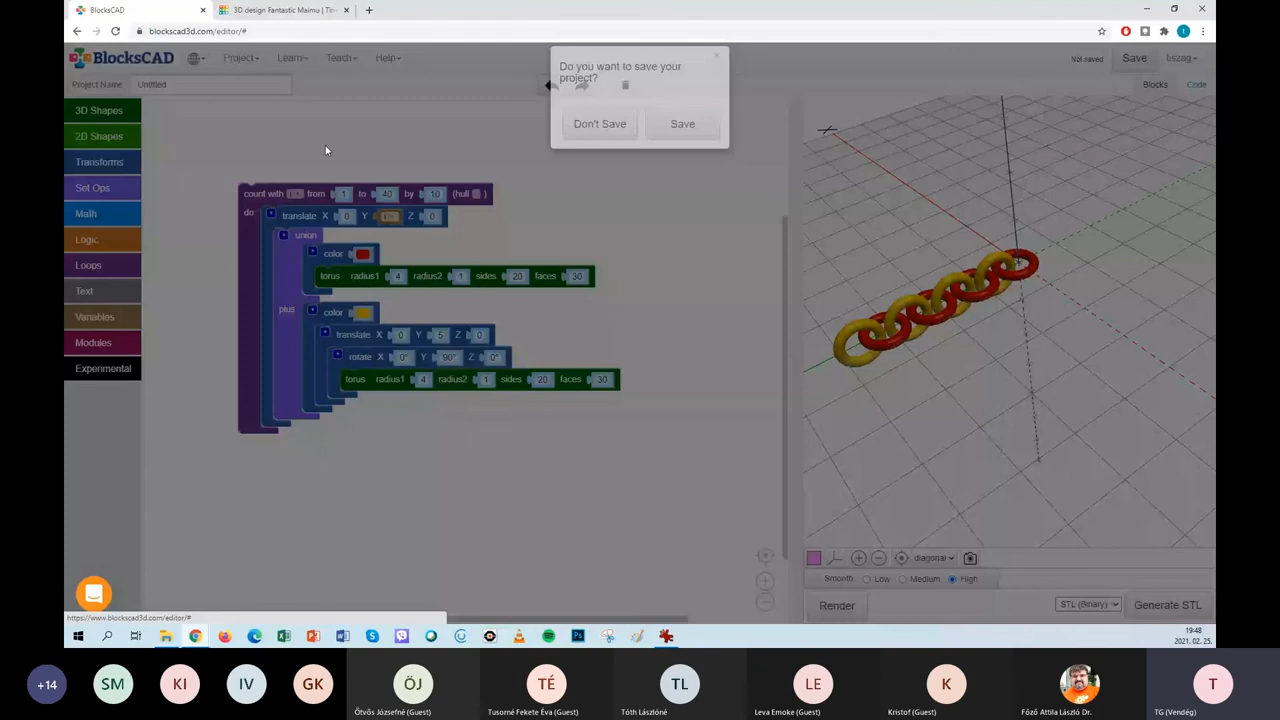 BlocksCAD
3D design Fantastic Maimu | Tin
blockscad3d.com/editor/#
BlocksCAD
Project
Learn
Teach
Help
Not saved
Save
tiszag
Project Name
Untitled
Blocks
Code
Do you want to save your
project?
Don't Save
Save
3D Shapes
2D Shapes
Transforms
Set Ops
Math
Logic
Loops
Text
Variables
Modules
Experimental
count with i from 1 to 40 by 10 (hull )
do translate X 0 Y i Z 0
union
color
torus radius1 4 radius2 1 sides 20 faces 30
plus color
translate X 0 Y 5 Z 0
rotate X 0° Y 90° Z 0°
torus radius1 4 radius2 1 sides 20 faces 30
diagonal
Smooth Low Medium High
Render
STL (Binary)
Generate STL
https://www.blockscad3d.com/editor/#
19:48
2021. 02. 25.
+14
SM
KI
IV
GK
ÖJ
Ötvös Józsefné (Guest)
TÉ
Tusorné Fekete Éva (Guest)
TL
Tóth Lászlóné
LE
Leva Emoke (Guest)
K
Kristof (Guest)
Főző Attila László Dr.
T
TG (Vendég)